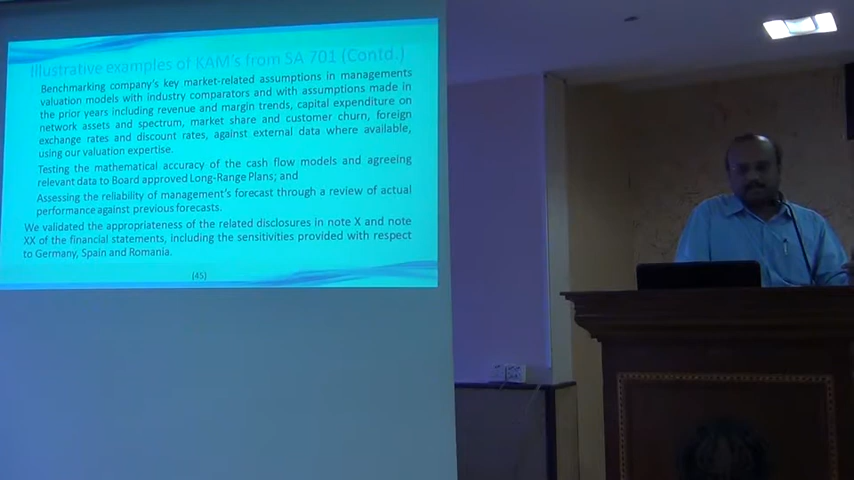 Illustrative examples of KAM's from SA 701 (Contd.)
Benchmarking company's key market-related assumptions in managements
valuation models with industry comparators and with assumptions made in
the prior years including revenue and margin trends, capital expenditure on
network assets and spectrum, market share and customer churn, foreign
exchange rates and discount rates, against external data where available,
using our valuation expertise.
Testing the mathematical accuracy of the cash flow models and agreeing
relevant data to Board approved Long-Range Plans; and
Assessing the reliability of management's forecast through a review of actual
performance against previous forecasts.
We validated the appropriateness of the related disclosures in note X and note
XX of the financial statements, including the sensitivities provided with respect
to Germany, Spain and Romania.
(45)